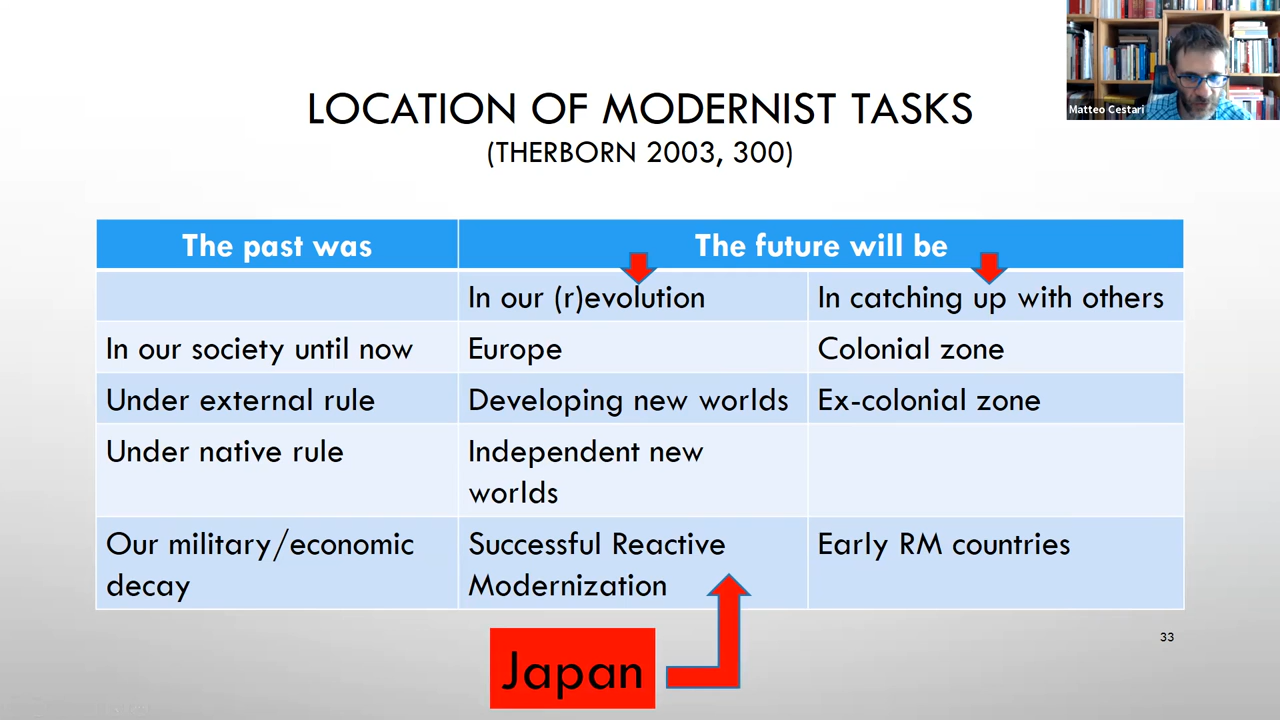 Matteo Cestari
LOCATION OF MODERNIST TASKS
(THERBORN 2003, 300)
The past was
The future will be
In our (r)evolution
In catching up with others
In our society until now
Europe
Colonial zone
Under external rule
Developing new worlds
Ex-colonial zone
Under native rule
Independent new
worlds
Our military/economic
decay
Successful Reactive
Modernization
Early RM countries
33
Japan